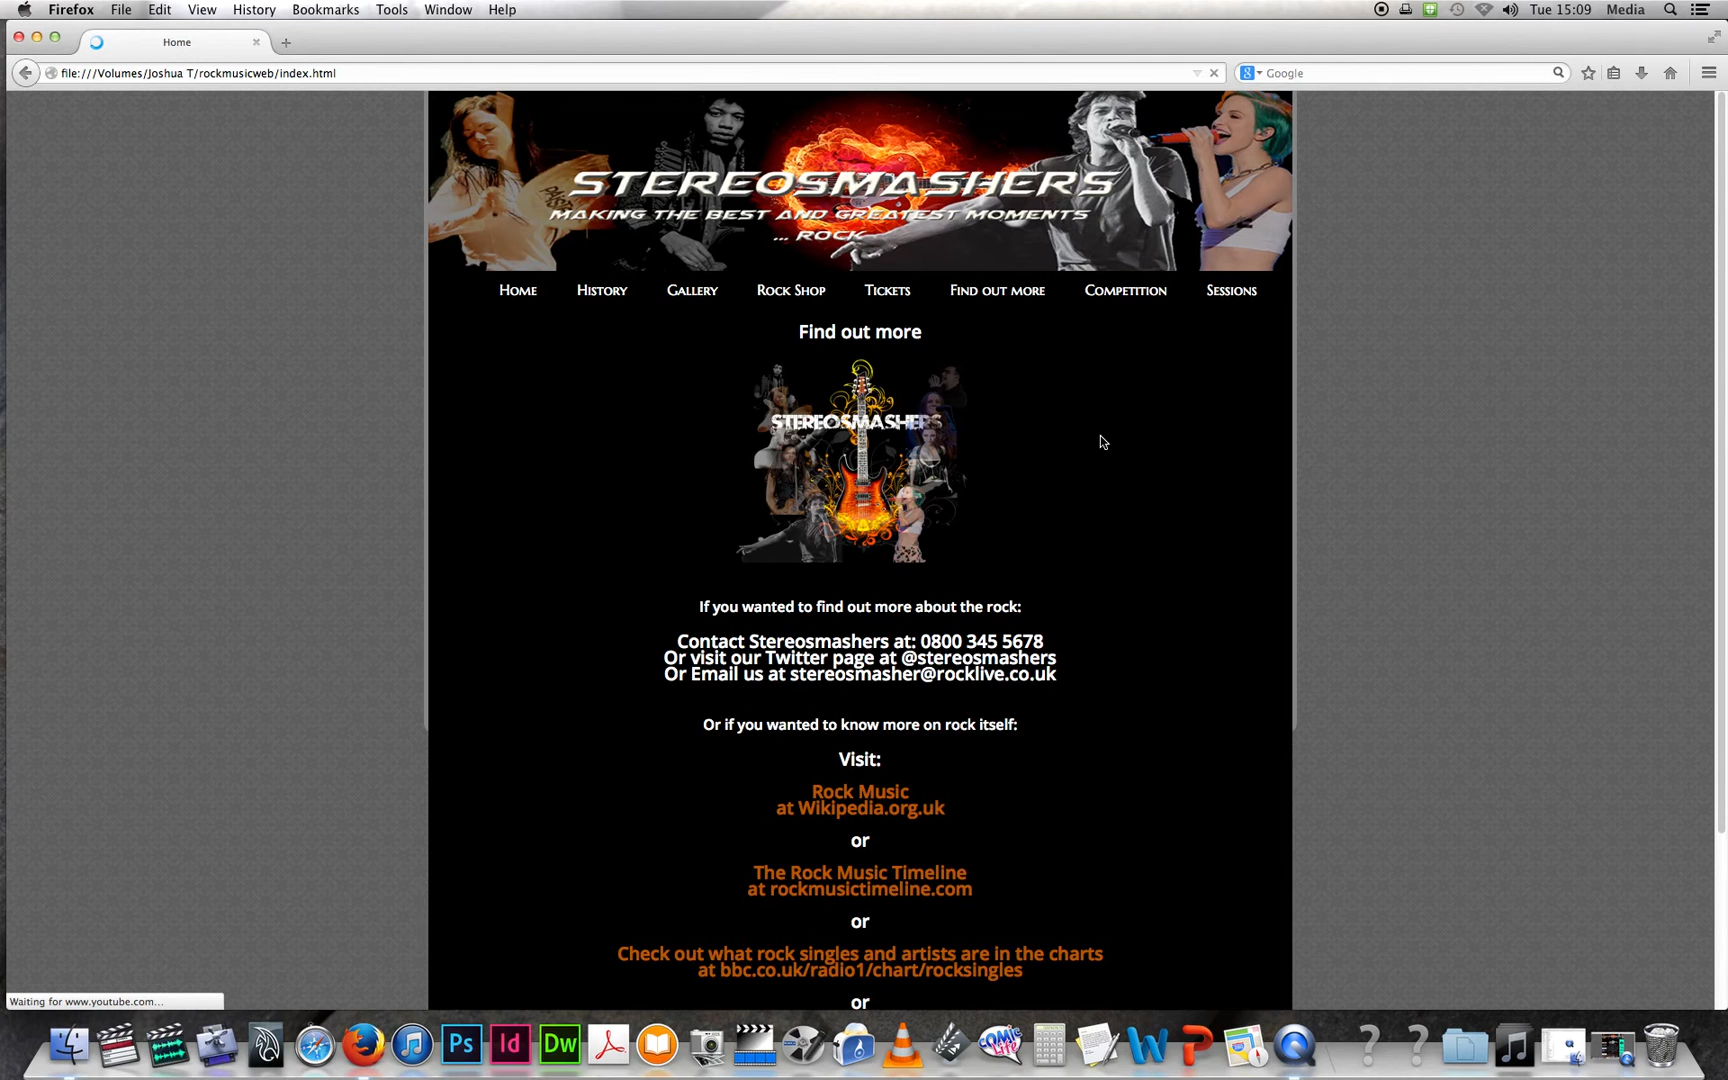 Firefox File Edit View History Bookmarks Tools Window Help
Tue 15:09 Media
Home
file:///Volumes/Joshua T/rockmusicweb/index.html
Google
STEREOSMASHERS
MAKING THE BEST AND GREATEST MOMENTS
... ROCK
Home History Gallery Rock Shop Tickets Find out more Competition Sessions
Find out more
STEREOSMASHERS
If you wanted to find out more about the rock:
Contact Stereosmashers at: 0800 345 5678
Or visit our Twitter page at @stereosmashers
Or Email us at stereosmasher@rocklive.co.uk
Or if you wanted to know more on rock itself:
Visit:
Rock Music
at Wikipedia.org.uk
or
The Rock Music Timeline
at rockmusictimeline.com
or
Check out what rock singles and artists are in the charts
at bbc.co.uk/radio1/chart/rocksingles
or
Waiting for www.youtube.com...
Ps Id Dw